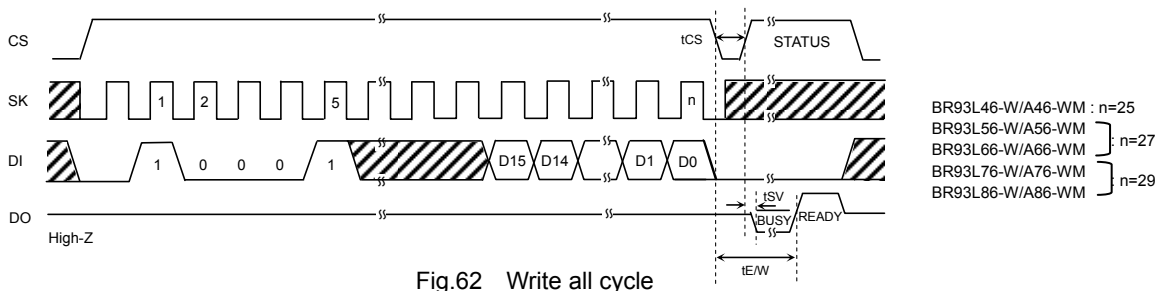 CS
tCS
STATUS
SK
1 2 5 n
DI
1 0 0 0 1 D15 D14 D1 D0
tSV
DO
BUSY READY
High-Z
tE/W
BR93L46-W/A46-WM : n=25
BR93L56-W/A56-WM
BR93L66-W/A66-WM : n=27
BR93L76-W/A76-WM
BR93L86-W/A86-WM : n=29
Fig.62 Write all cycle